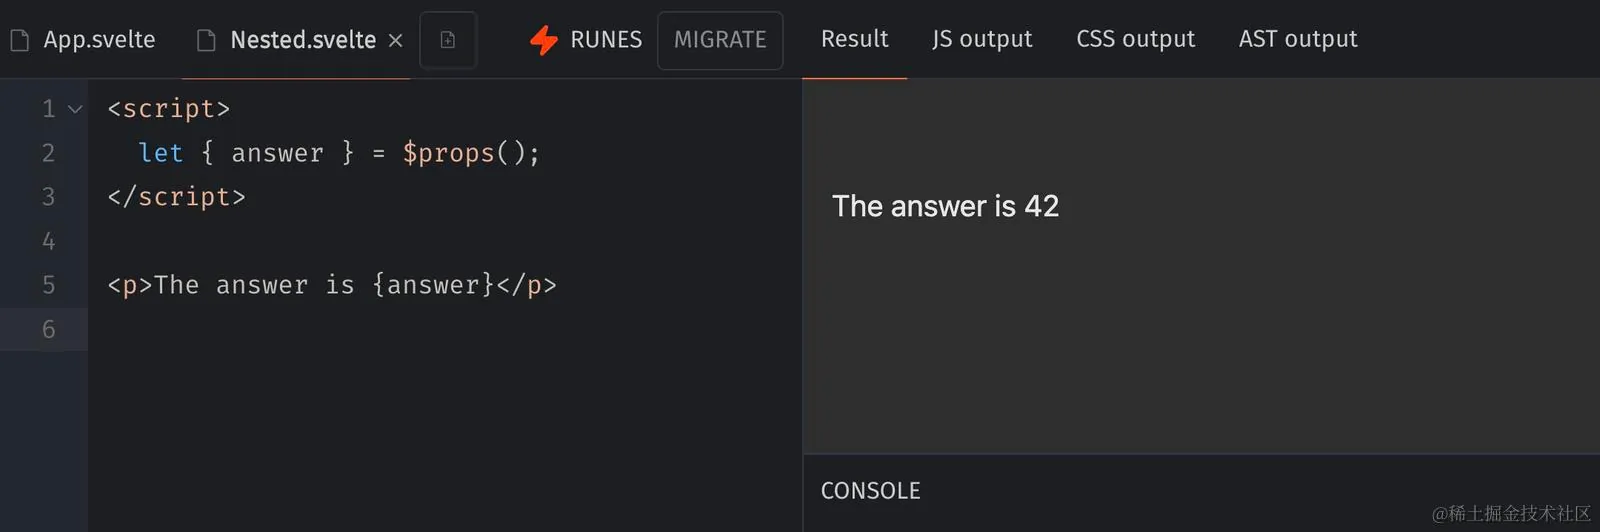 App.svelte Nested.svelte × RUNES MIGRATE Result JS output CSS output AST output
1 <script>
2 let { answer } = $props();
3 </script>
4
5 <p>The answer is {answer}</p>
6
The answer is 42
CONSOLE
@稀土掘金技术社区